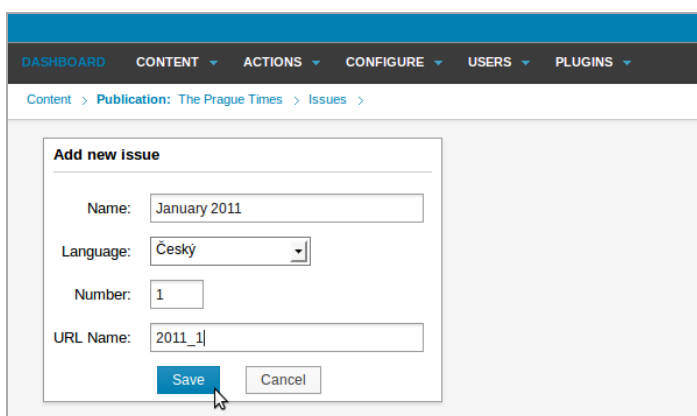 DASHBOARD CONTENT ACTIONS CONFIGURE USERS PLUGINS
Content > Publication: The Prague Times > Issues >
Add new issue
Name: January 2011
Language: Český
Number: 1
URL Name: 2011_1
Save Cancel